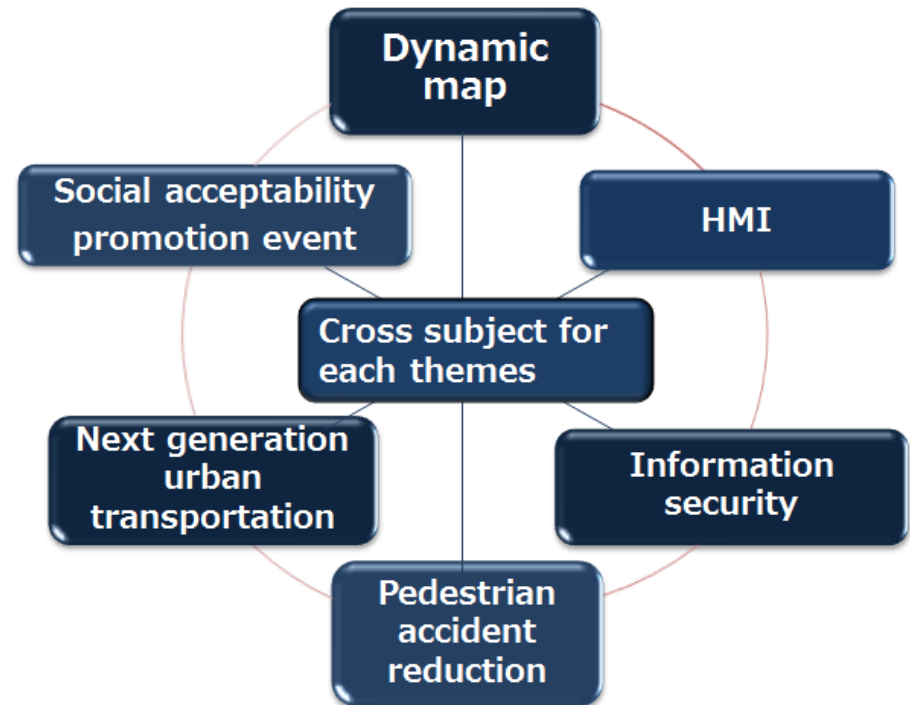 Dynamic
map
Social acceptability
promotion event
HMI
Cross subject for
each themes
Next generation
urban
transportation
Information
security
Pedestrian
accident
reduction